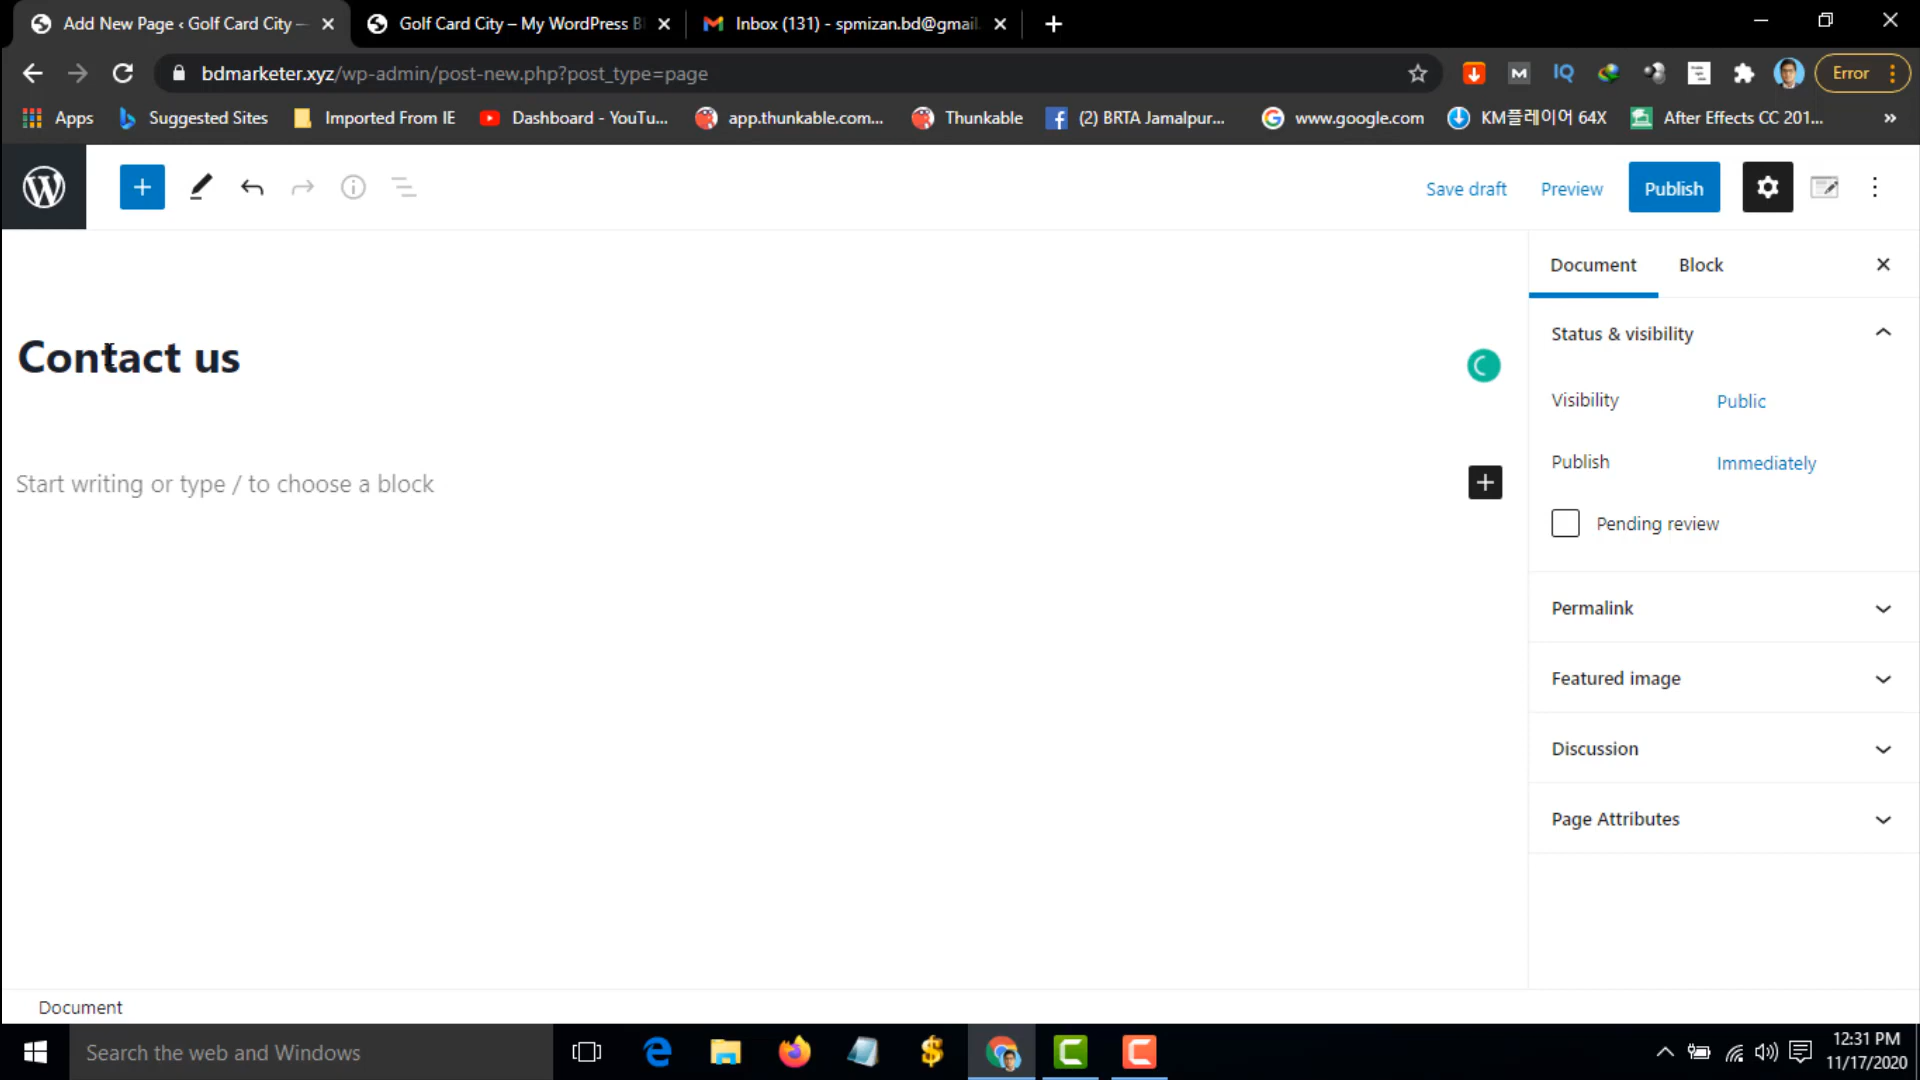 Add New Page ‹ Golf Card City —
Golf Card City – My WordPress Bl
Inbox (131) - spmizan.bd@gmail.
bdmarketer.xyz/wp-admin/post-new.php?post_type=page
IQ
Error
Apps
Suggested Sites
Imported From IE
Dashboard - YouTu...
app.thunkable.com...
Thunkable
(2) BRTA Jamalpur...
www.google.com
KM플레이어 64X
After Effects CC 201...
»
Save draft
Preview
Publish
Document
Block
Contact us
Start writing or type / to choose a block
Status & visibility
Visibility
Public
Publish
Immediately
Pending review
Permalink
Featured image
Discussion
Page Attributes
Document
Search the web and Windows
12:31 PM
11/17/2020